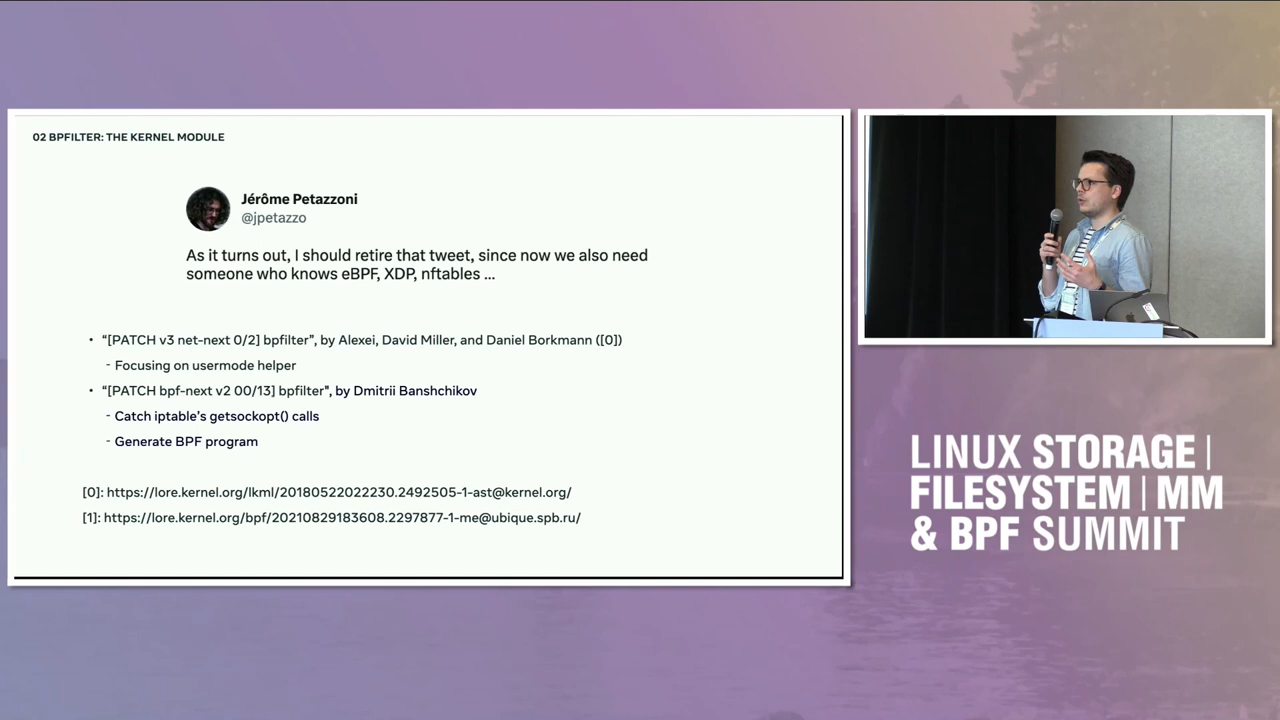 02 BPFILTER: THE KERNEL MODULE
Jérôme Petazzoni
@jpetazzo
As it turns out, I should retire that tweet, since now we also need
someone who knows eBPF, XDP, nftables ...
• “[PATCH v3 net-next 0/2] bpfilter”, by Alexei, David Miller, and Daniel Borkmann ([0])
- Focusing on usermode helper
• “[PATCH bpf-next v2 00/13] bpfilter", by Dmitrii Banshchikov
- Catch iptable’s getsockopt() calls
- Generate BPF program
[0]: https://lore.kernel.org/lkml/20180522022230.2492505-1-ast@kernel.org/
[1]: https://lore.kernel.org/bpf/20210829183608.2297877-1-me@ubique.spb.ru/
LINUX STORAGE |
FILESYSTEM | MM
& BPF SUMMIT